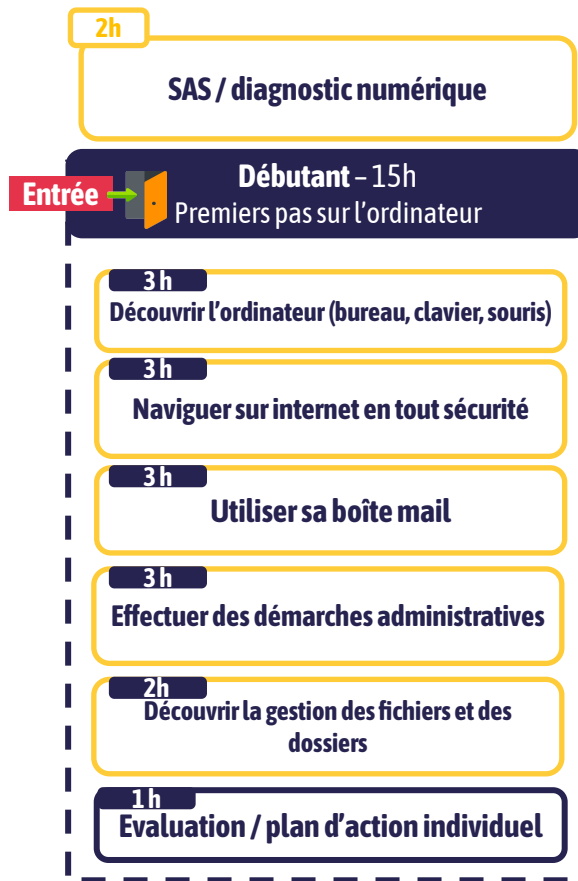 2h
SAS / diagnostic numérique
Entrée
Débutant – 15h
Premiers pas sur l'ordinateur
3 h
Découvrir l'ordinateur (bureau, clavier, souris)
3 h
Naviguer sur internet en tout sécurité
3 h
Utiliser sa boîte mail
3 h
Effectuer des démarches administratives
2h
Découvrir la gestion des fichiers et des
dossiers
1 h
Evaluation / plan d'action individuel